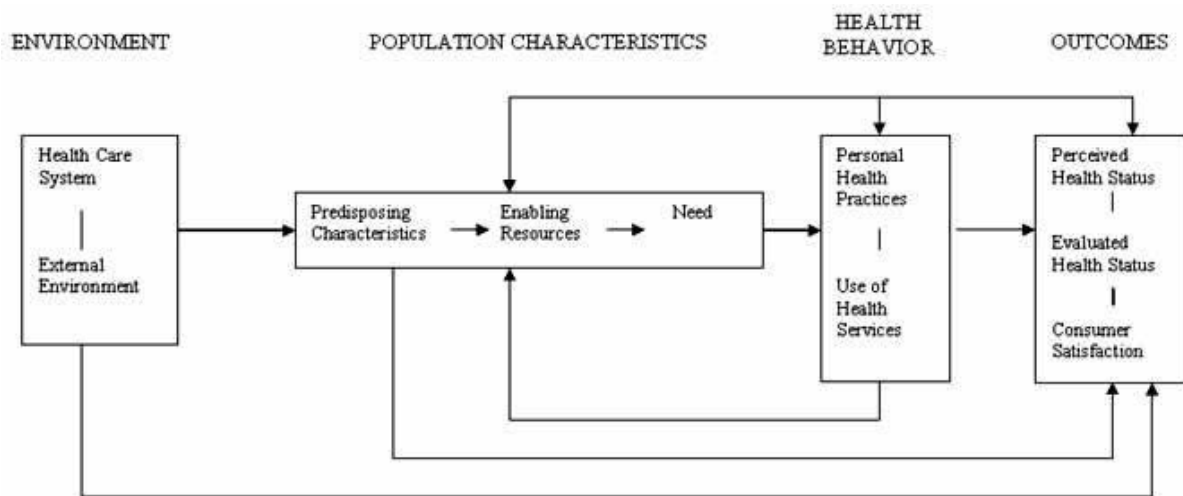 ENVIRONMENT
POPULATION CHARACTERISTICS
HEALTH
BEHAVIOR
OUTCOMES
Health Care
System
External
Environment
Predisposing
Characteristics
Enabling
Resources
Need
Personal
Health
Practices
Use of
Health
Services
Perceived
Health Status
Evaluated
Health Status
Consumer
Satisfaction